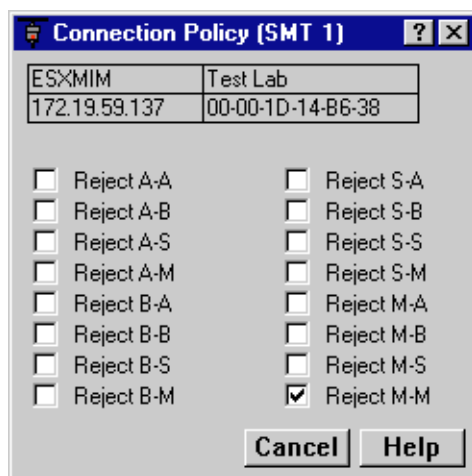 Connection Policy (SMT 1) ? X
ESXMIM Test Lab
172.19.59.137 00-00-1D-14-B6-38
Reject A-A Reject S-A
Reject A-B Reject S-B
Reject A-S Reject S-S
Reject A-M Reject S-M
Reject B-A Reject M-A
Reject B-B Reject M-B
Reject B-S Reject M-S
Reject B-M Reject M-M
Cancel Help